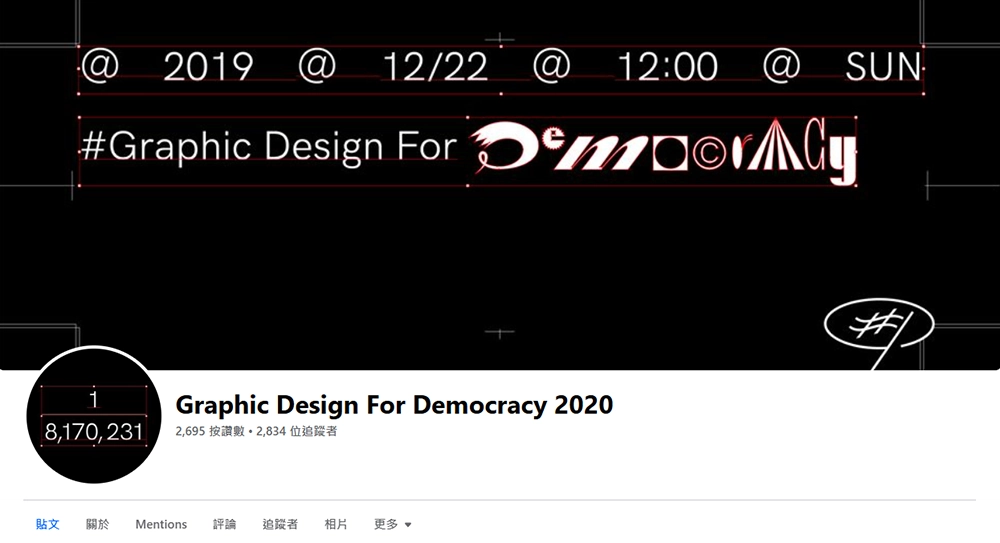 @ 2019 @ 12/22 @ 12:00 @ SUN
#Graphic Design For DemocrACy
#
1
8,170,231
Graphic Design For Democracy 2020
2,695 按讚數 • 2,834 位追蹤者
貼文 關於 Mentions 評論 追蹤者 相片 更多